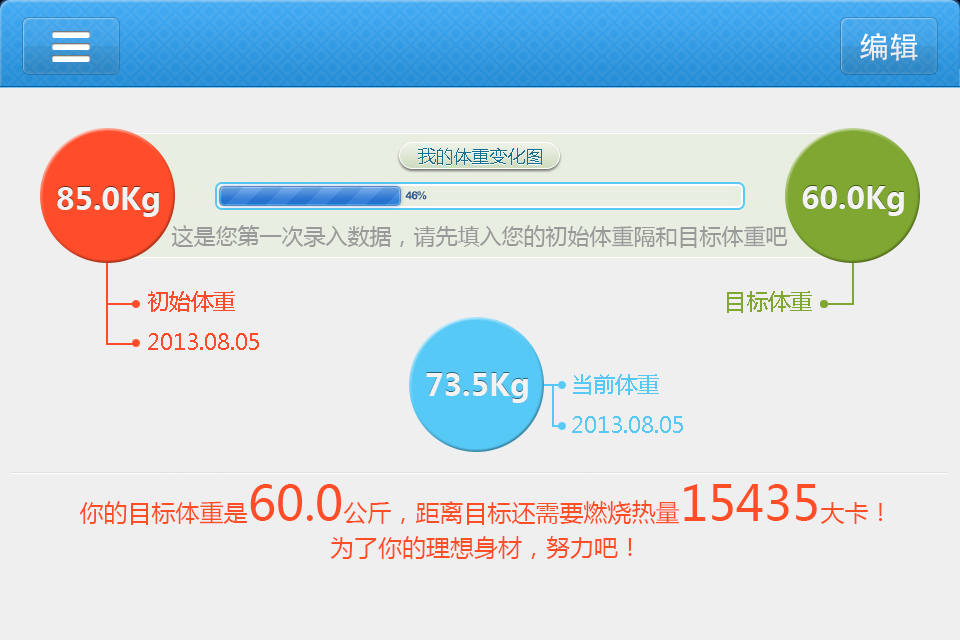 编辑
我的体重变化图
85.0Kg
46%
60.0Kg
这是您第一次录入数据，请先填入您的初始体重隔和目标体重吧
初始体重
目标体重
2013.08.05
73.5Kg
当前体重
2013.08.05
你的目标体重是60.0公斤，距离目标还需要燃烧热量15435大卡！
为了你的理想身材，努力吧！